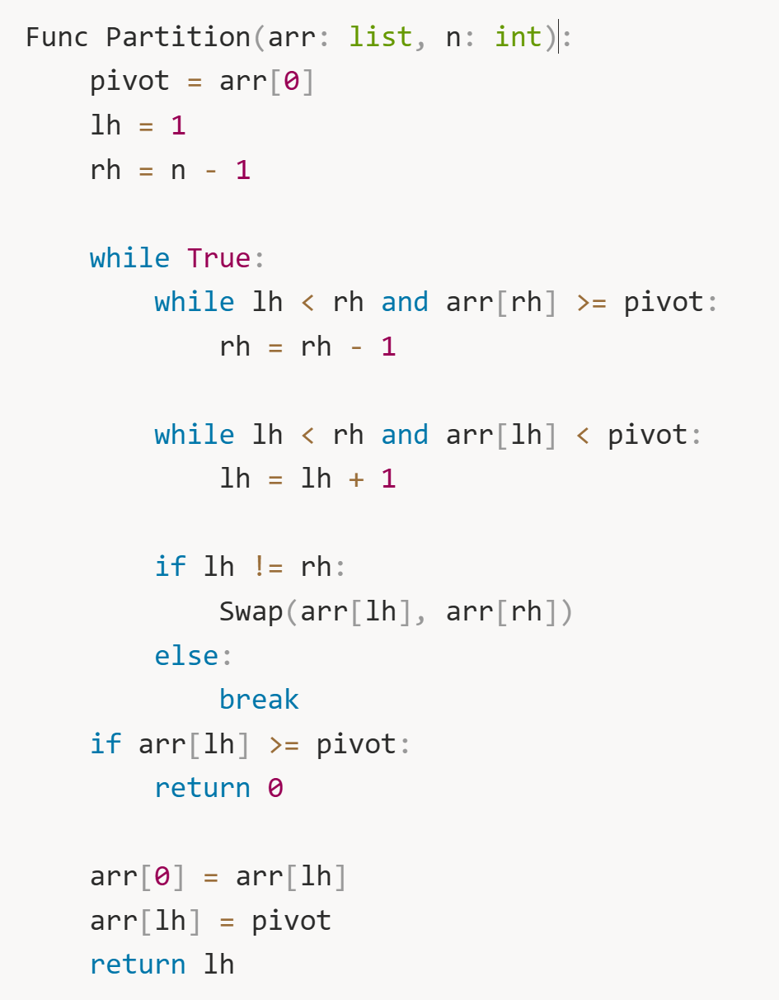 Func Partition(arr: list, n: int):
    pivot = arr[0]
    lh = 1
    rh = n - 1

    while True:
        while lh < rh and arr[rh] >= pivot:
            rh = rh - 1

        while lh < rh and arr[lh] < pivot:
            lh = lh + 1

        if lh != rh:
            Swap(arr[lh], arr[rh])
        else:
            break
    if arr[lh] >= pivot:
        return 0

    arr[0] = arr[lh]
    arr[lh] = pivot
    return lh